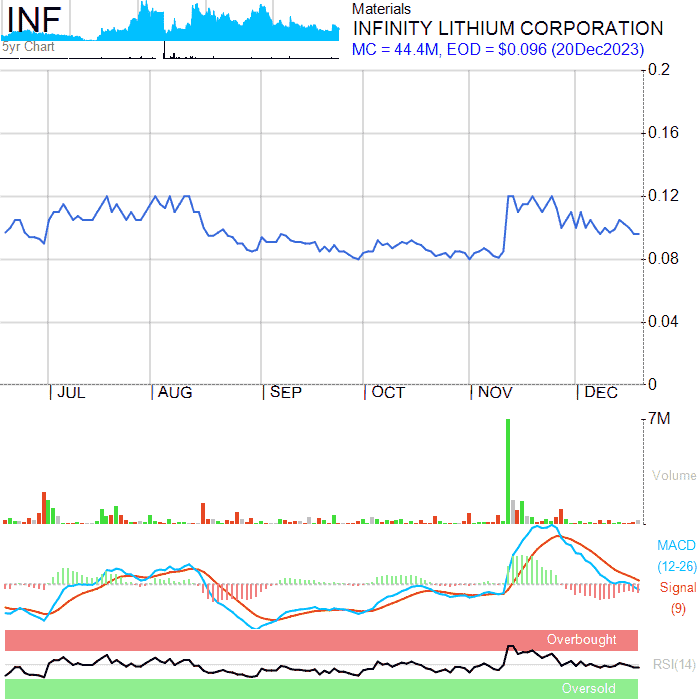 INF
5yr Chart
Materials
INFINITY LITHIUM CORPORATION
MC = 44.4M, EOD = $0.096 (20Dec2023)
0.2
0.16
0.12
0.08
0.04
0
JUL AUG SEP OCT NOV DEC
7M
Volume
MACD
(12-26)
Signal
(9)
Overbought
RSI(14)
Oversold